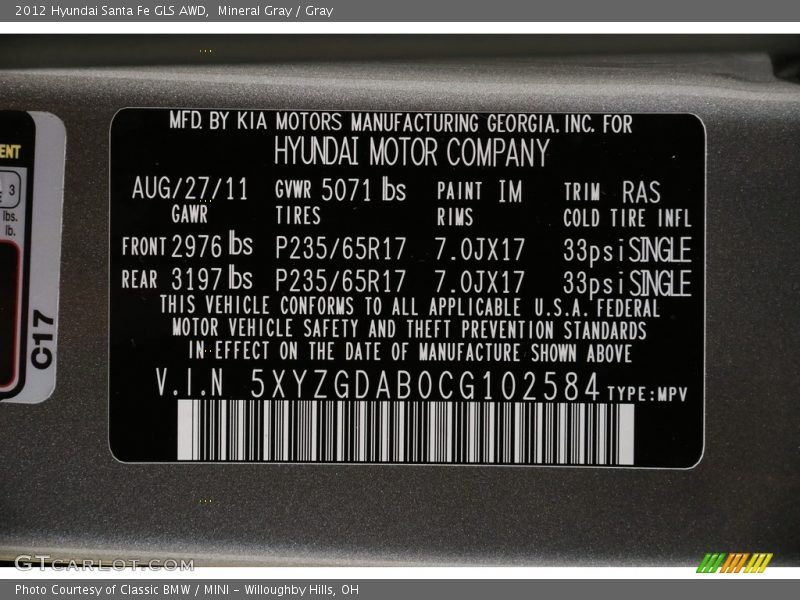 2012 Hyundai Santa Fe GLS AWD,  Mineral Gray / Gray
MFD. BY KIA MOTORS MANUFACTURING GEORGIA. INC. FOR
HYUNDAI MOTOR COMPANY
AUG/27/11 GVWR 5071 lbs PAINT IM TRIM RAS
GAWR TIRES RIMS COLD TIRE INFL
FRONT 2976 lbs P235/65R17 7.0JX17 33psi SINGLE
REAR 3197 lbs P235/65R17 7.0JX17 33psi SINGLE
THIS VEHICLE CONFORMS TO ALL APPLICABLE U.S.A. FEDERAL
MOTOR VEHICLE SAFETY AND THEFT PREVENTION STANDARDS
IN EFFECT ON THE DATE OF MANUFACTURE SHOWN ABOVE
V.I.N 5XYZGDAB0CG102584 TYPE:MPV
3
lbs.
lb.
C17
GTCARLOT.COM
Photo Courtesy of Classic BMW / MINI - Willoughby Hills, OH